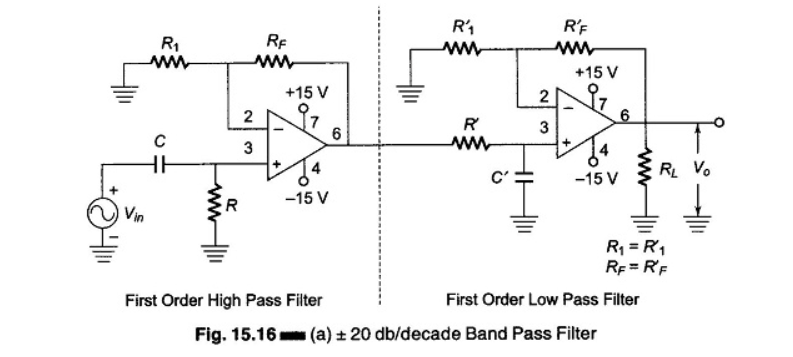 R₁ R_F
+15 V
2
7
6
3
4
–15 V
C
+
V_in
–
R
–
+
R'₁ R'_F
+15 V
2
7
6
3
4
–15 V
R'
C'
–
+
R_L
V_o
R₁ = R'₁
R_F = R'_F
First Order High Pass Filter
First Order Low Pass Filter
Fig. 15.16 (a) ± 20 db/decade Band Pass Filter